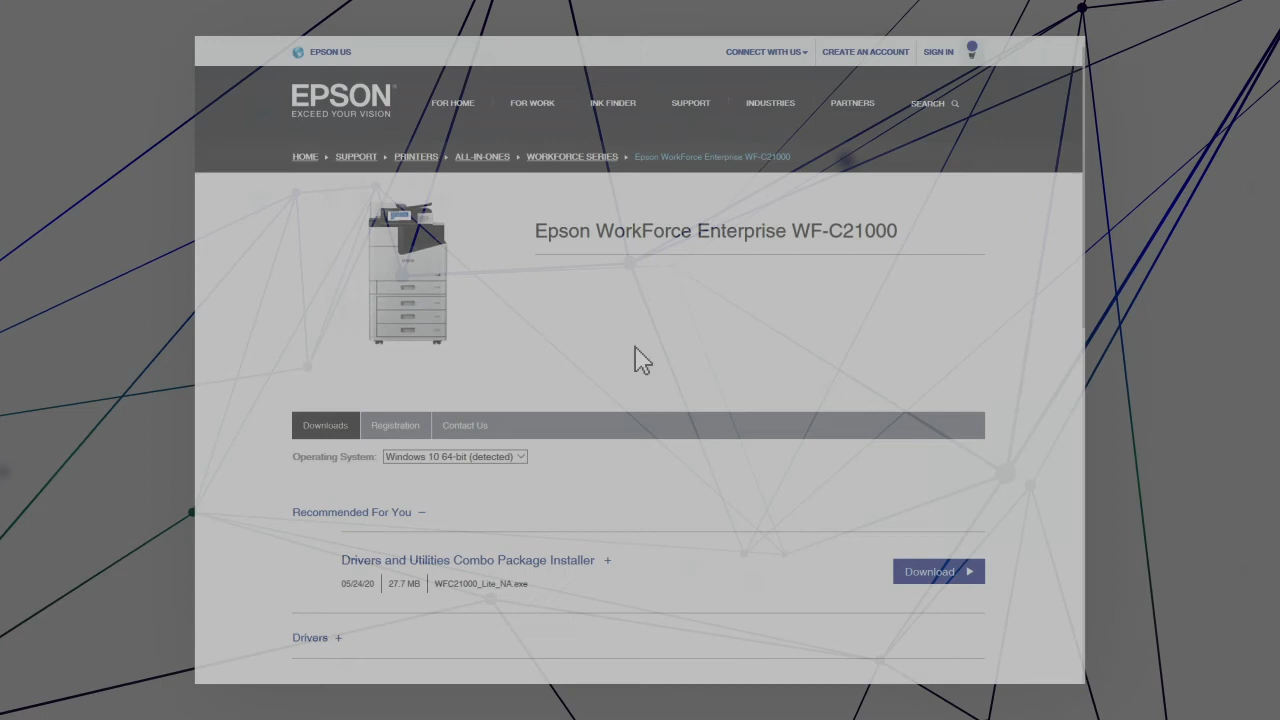 EPSON US
CONNECT WITH US CREATE AN ACCOUNT SIGN IN
EPSON
EXCEED YOUR VISION
FOR HOME FOR WORK INK FINDER SUPPORT INDUSTRIES PARTNERS SEARCH
HOME SUPPORT PRINTERS ALL-IN-ONES WORKFORCE SERIES Epson WorkForce Enterprise WF-C21000
Epson WorkForce Enterprise WF-C21000
Downloads Registration Contact Us
Operating System: Windows 10 64-bit (detected)
Recommended For You −
Drivers and Utilities Combo Package Installer +
05/24/20 27.7 MB WFC21000_Lite_NA.exe
Download
Drivers +